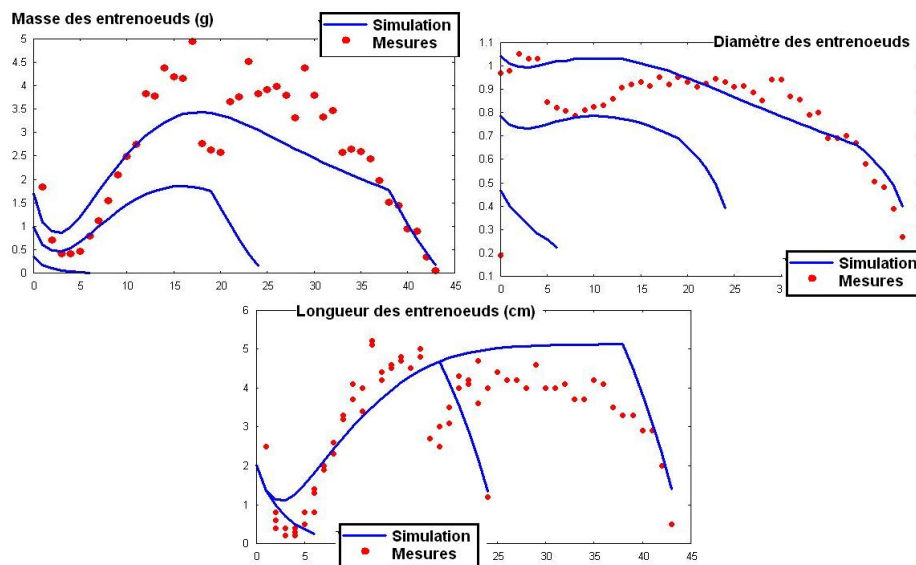 Masse des entrenoeuds (g)
Simulation
Mesures
5
4.5
4
3.5
3
2.5
2
1.5
1
0.5
0
0 5 10 15 20 25 30 35 40 45
Diamètre des entrenoeuds
1.1
1
0.9
0.8
0.7
0.6
0.5
0.4
0.3
0.2
0.1
0 5 10 15 20 25
Simulation
Mesures
Longueur des entrenoeuds (cm)
6
5
4
3
2
1
0
0 5 25 30 35 40 45
Simulation
Mesures